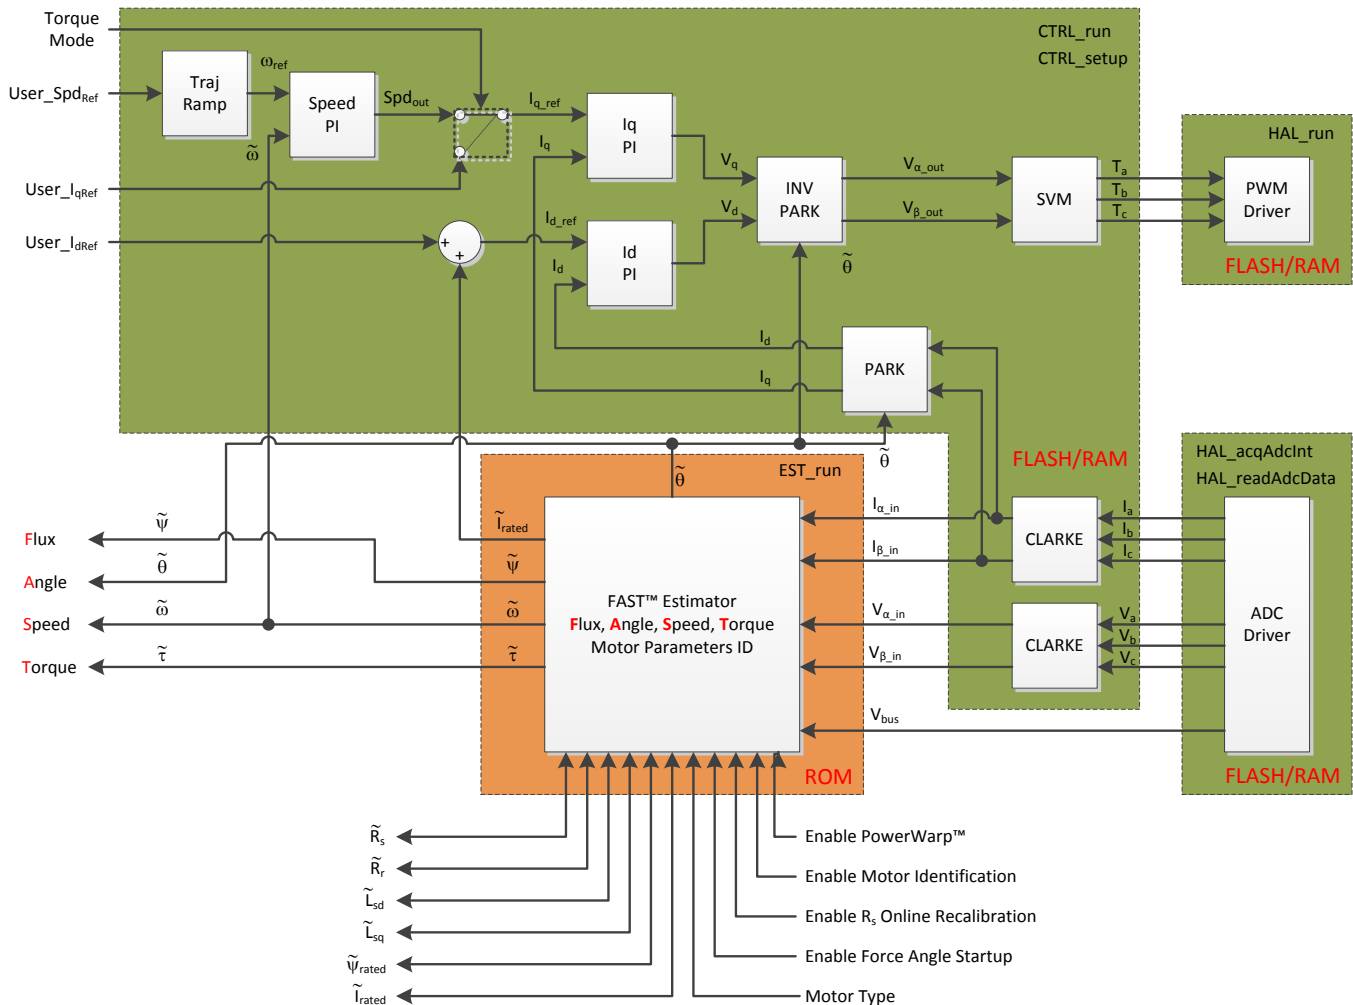 Torque
Mode
CTRL_run
CTRL_setup
User_SpdRef
Traj
Ramp
ωref
Speed
PI
Spdout
ω̃
Iq_ref
Iq
Iq
PI
Vq
User_IqRef
User_IdRef
+
+
Id_ref
Id
Id
PI
Vd
INV
PARK
θ̃
Vα_out
Vβ_out
SVM
Ta
Tb
Tc
HAL_run
PWM
Driver
FLASH/RAM
Id
Iq
PARK
θ̃
FLASH/RAM
EST_run
θ̃
Ĩrated
ψ̃
ω̃
τ̃
FAST™ Estimator
Flux, Angle, Speed, Torque
Motor Parameters ID
ROM
Iα_in
Iβ_in
Vα_in
Vβ_in
Vbus
CLARKE
CLARKE
Ia
Ib
Ic
Va
Vb
Vc
HAL_acqAdcInt
HAL_readAdcData
ADC
Driver
FLASH/RAM
Flux
ψ̃
Angle
θ̃
Speed
ω̃
Torque
τ̃
R̃s
R̃r
L̃sd
L̃sq
ψ̃rated
Ĩrated
Enable PowerWarp™
Enable Motor Identification
Enable Rs Online Recalibration
Enable Force Angle Startup
Motor Type